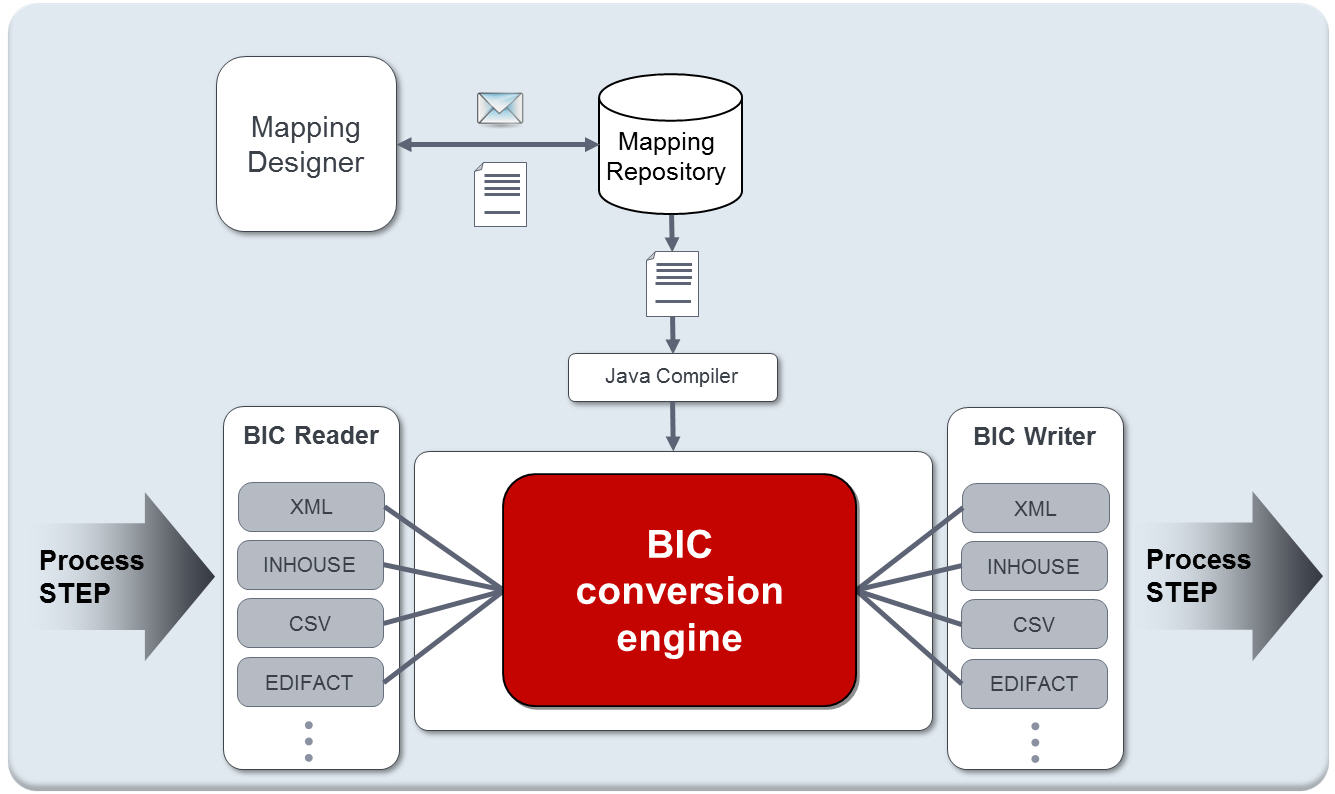 Mapping
Designer
Mapping
Repository
Java Compiler
BIC Reader
XML
INHOUSE
CSV
EDIFACT
Process
STEP
BIC
conversion
engine
BIC Writer
XML
INHOUSE
CSV
EDIFACT
Process
STEP